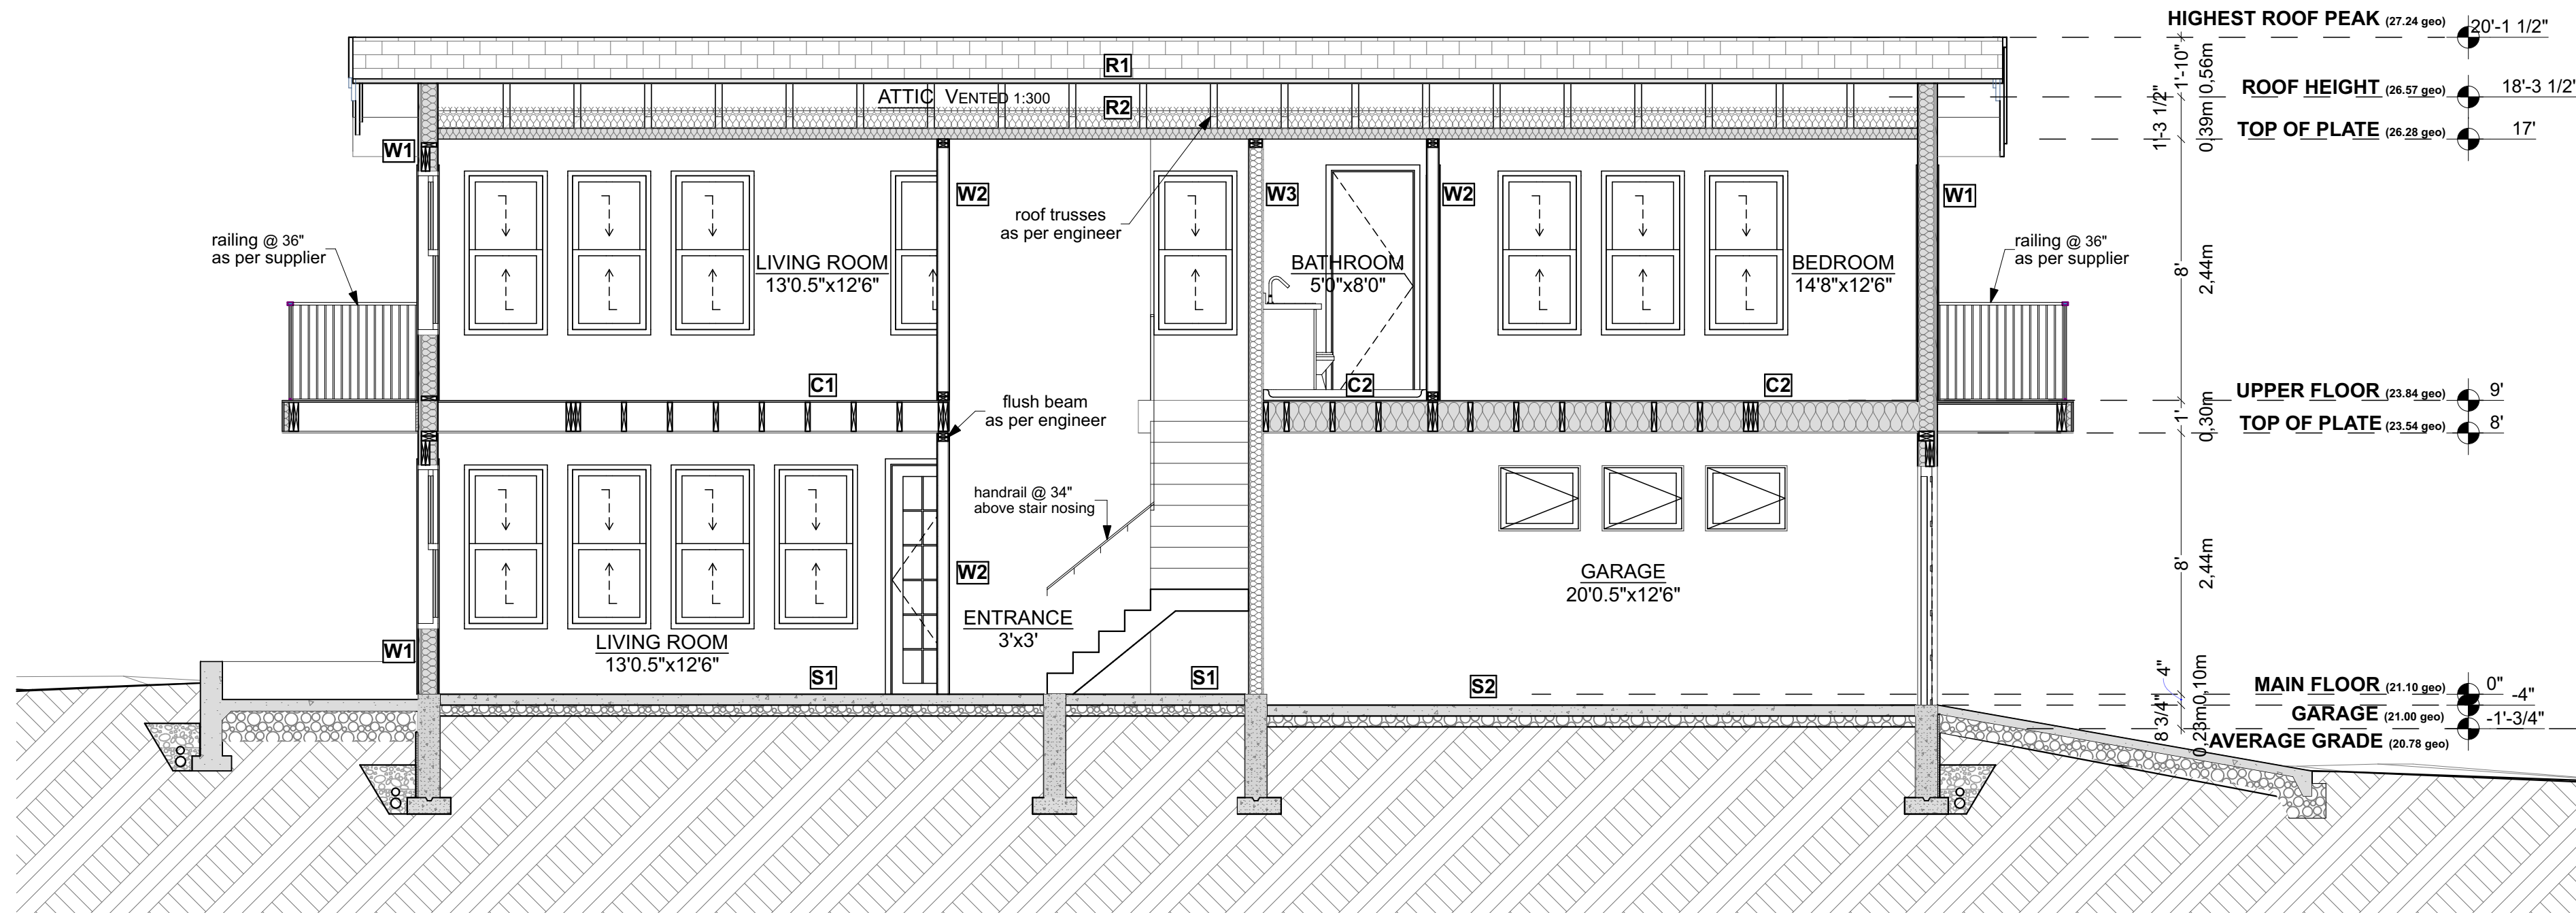 HIGHEST ROOF PEAK (27.24 geo) 20'-1 1/2"
R1
1'-10"
0,56m
ATTIC VENTED 1:300
R2
ROOF HEIGHT (26.57 geo) 18'-3 1/2"
1'-3 1/2"
0,39m
TOP OF PLATE (26.28 geo) 17'
W1
W2
W3
W2
W1
roof trusses
as per engineer
railing @ 36"
as per supplier
LIVING ROOM
13'0.5"x12'6"
BATHROOM
5'0"x8'0"
BEDROOM
14'8"x12'6"
railing @ 36"
as per supplier
8'
2,44m
C1
C2
C2
UPPER FLOOR (23.84 geo) 9'
flush beam
as per engineer
1'
0,30m
TOP OF PLATE (23.54 geo) 8'
handrail @ 34"
above stair nosing
W2
GARAGE
20'0.5"x12'6"
8'
2,44m
ENTRANCE
3'x3'
W1
LIVING ROOM
13'0.5"x12'6"
S1
S1
S2
4"
0,10m
MAIN FLOOR (21.10 geo) 0"
-4"
GARAGE (21.00 geo)
-1'-3/4"
8 3/4"
0,23m
AVERAGE GRADE (20.78 geo)